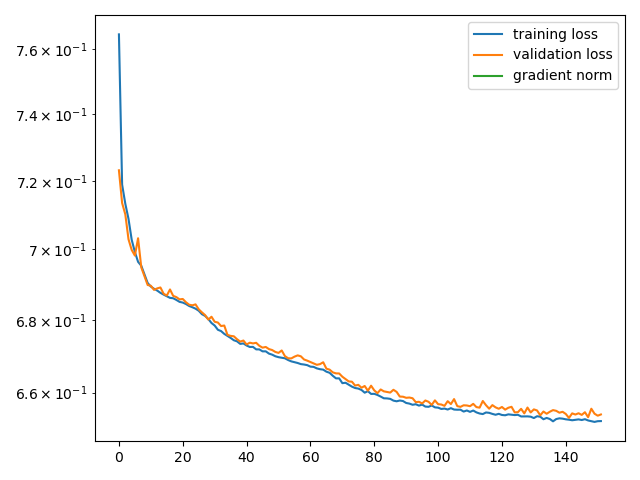 training loss
validation loss
gradient norm
7.6 × 10⁻¹
7.4 × 10⁻¹
7.2 × 10⁻¹
7 × 10⁻¹
6.8 × 10⁻¹
6.6 × 10⁻¹
0 20 40 60 80 100 120 140